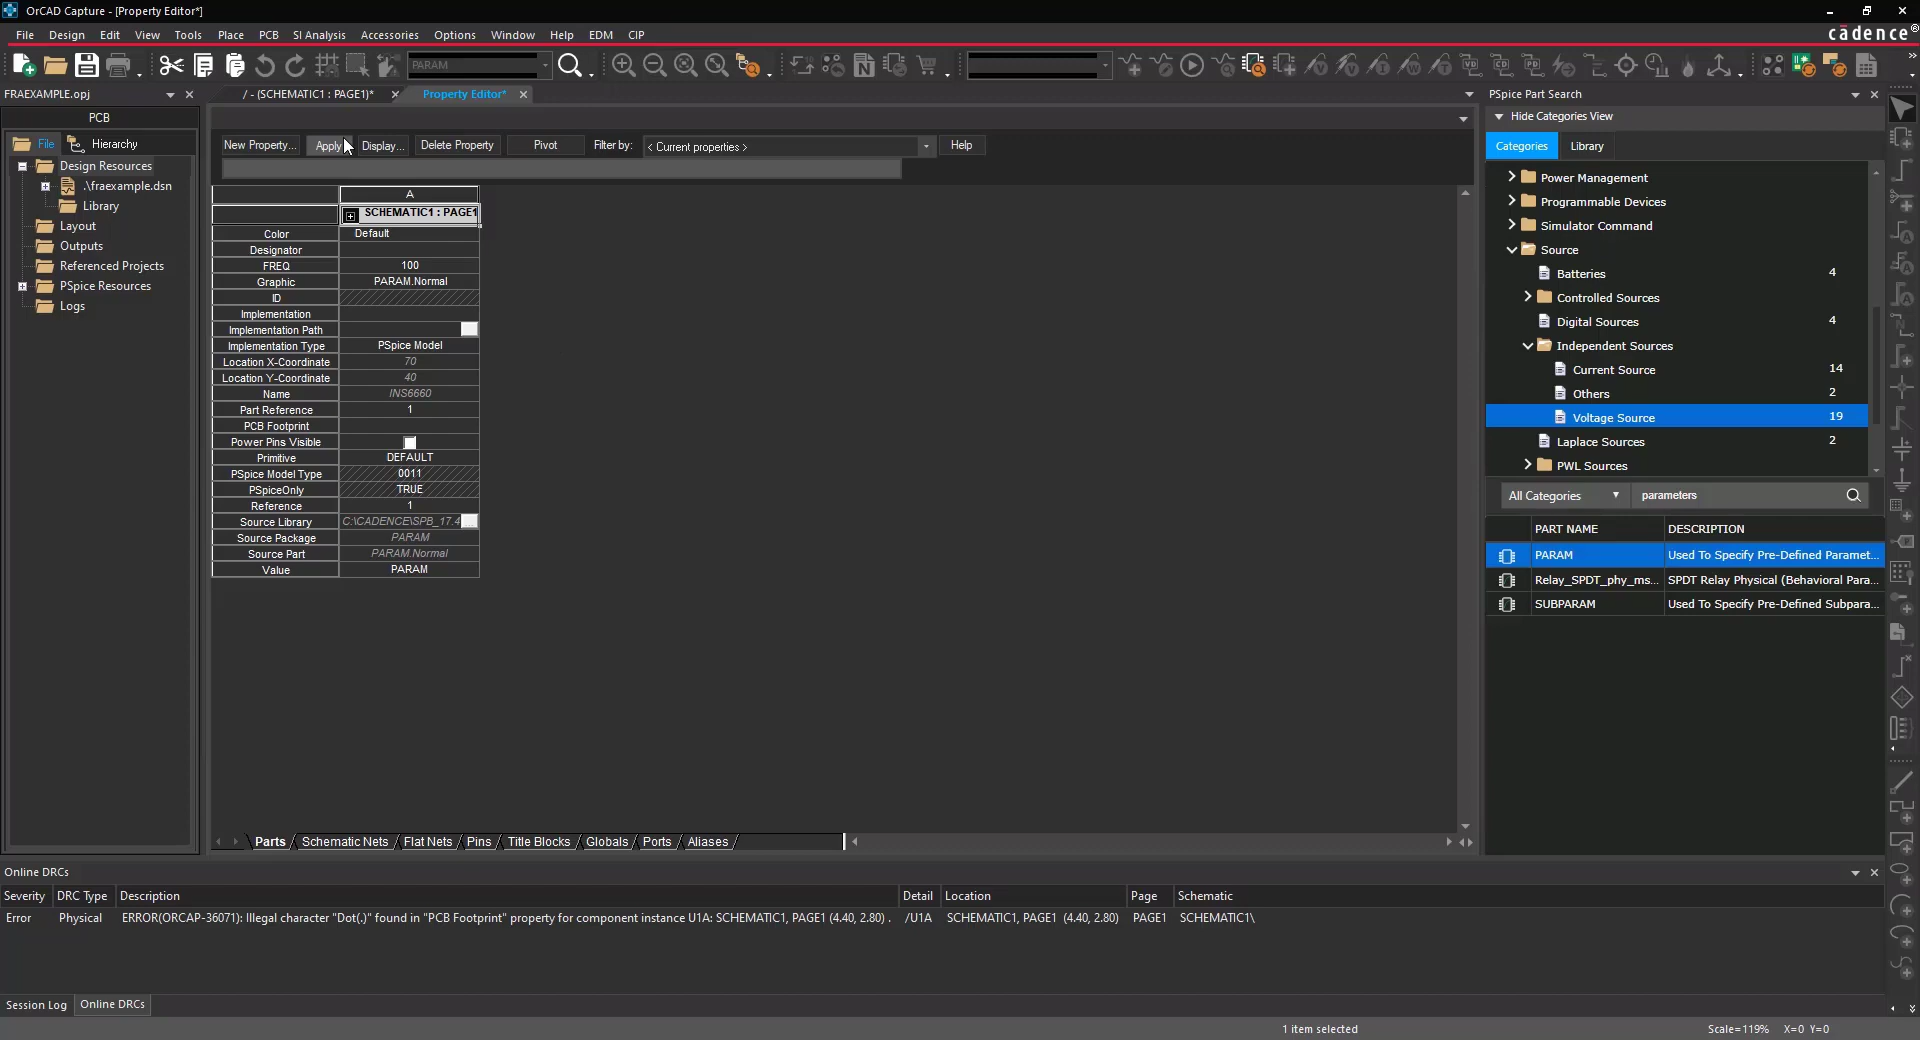 OrCAD Capture - [Property Editor*]
File Design Edit View Tools Place PCB SI Analysis Accessories Options Window Help EDM CIP
cadence®
PARAM
FRAEXAMPLE.opj
PCB
File
Hierarchy
Design Resources
.\fraexample.dsn
Library
Layout
Outputs
Referenced Projects
PSpice Resources
Logs
/ - (SCHEMATIC1 : PAGE1)*
Property Editor*
New Property... Apply Display... Delete Property Pivot Filter by: < Current properties > Help
A
SCHEMATIC1 : PAGE1
Color Default
Designator
FREQ 100
Graphic PARAM.Normal
ID
Implementation
Implementation Path
Implementation Type PSpice Model
Location X-Coordinate 70
Location Y-Coordinate 40
Name INS6660
Part Reference 1
PCB Footprint
Power Pins Visible
Primitive DEFAULT
PSpice Model Type 0011
PSpiceOnly TRUE
Reference 1
Source Library C:\CADENCE\SPB_17.4
Source Package PARAM
Source Part PARAM.Normal
Value PARAM
Parts Schematic Nets Flat Nets Pins Title Blocks Globals Ports Aliases
PSpice Part Search
Hide Categories View
Categories Library
Power Management
Programmable Devices
Simulator Command
Source
Batteries 4
Controlled Sources
Digital Sources 4
Independent Sources
Current Source 14
Others 2
Voltage Source 19
Laplace Sources 2
PWL Sources
All Categories parameters
PART NAME DESCRIPTION
PARAM Used To Specify Pre-Defined Paramet...
Relay_SPDT_phy_ms... SPDT Relay Physical (Behavioral Para...
SUBPARAM Used To Specify Pre-Defined Subpara...
Online DRCs
Severity DRC Type Description Detail Location Page Schematic
Error Physical ERROR(ORCAP-36071): Illegal character "Dot(.)" found in "PCB Footprint" property for component instance U1A: SCHEMATIC1, PAGE1 (4.40, 2.80) . /U1A SCHEMATIC1, PAGE1 (4.40, 2.80) PAGE1 SCHEMATIC1\
Session Log Online DRCs
1 item selected Scale=119% X=0 Y=0